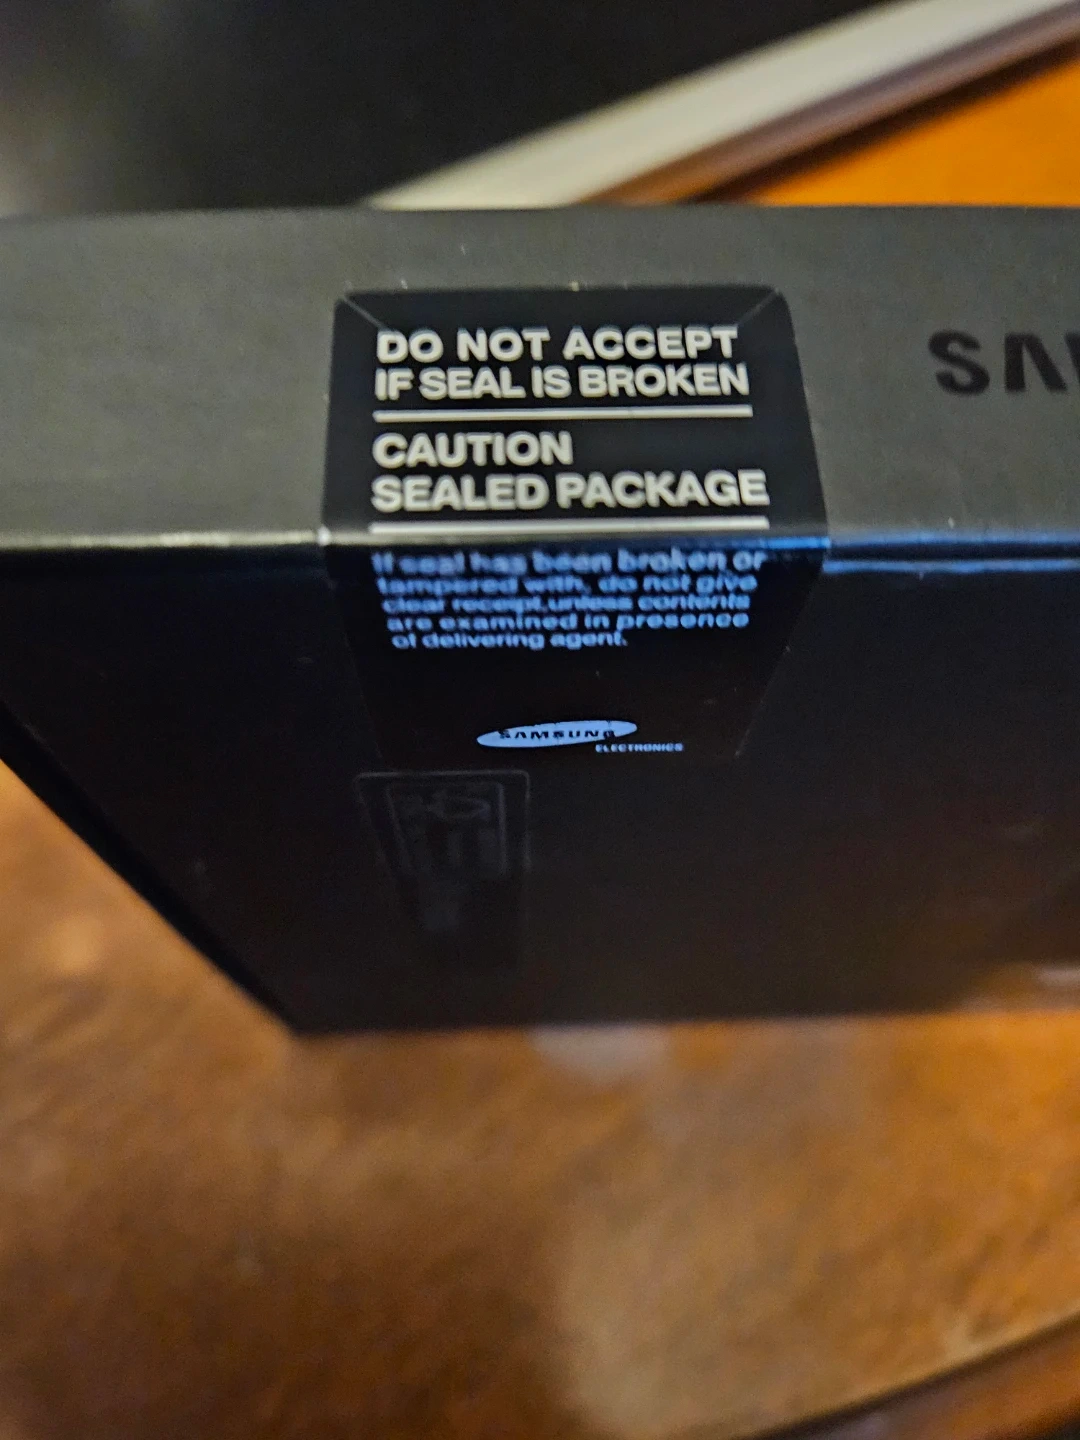 DO NOT ACCEPT
IF SEAL IS BROKEN
CAUTION
SEALED PACKAGE
If seal has been broken or
tampered with, do not give
clear receipt,unless contents
are examined in presence
of delivering agent.
SAMSUNG
ELECTRONICS